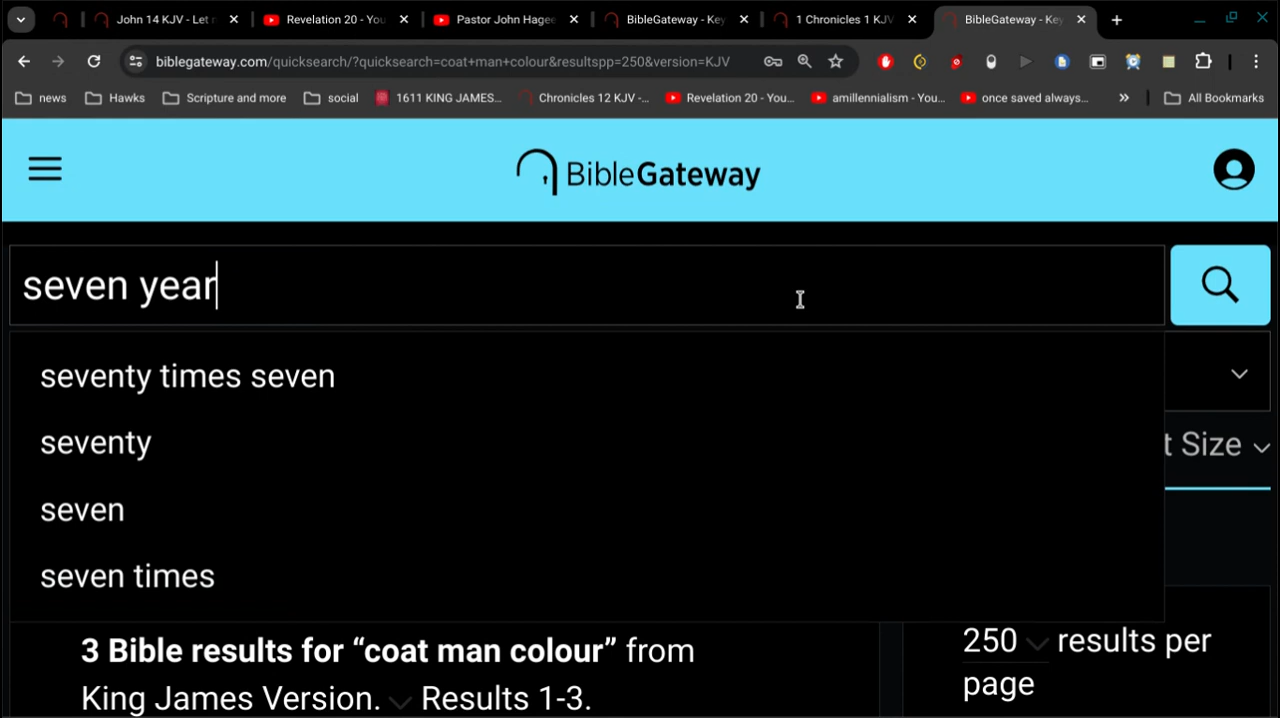 John 14 KJV - Let r
Revelation 20 - You
Pastor John Hagee
BibleGateway - Key
1 Chronicles 1 KJV
BibleGateway - Key
biblegateway.com/quicksearch/?quicksearch=coat+man+colour&resultspp=250&version=KJV
news
Hawks
Scripture and more
social
1611 KING JAMES...
Chronicles 12 KJV -...
Revelation 20 - You...
amillennialism - You...
once saved always...
All Bookmarks
BibleGateway
seven year
seventy times seven
seventy
t Size
seven
seven times
3 Bible results for “coat man colour” from
King James Version. Results 1-3.
250 results per
page